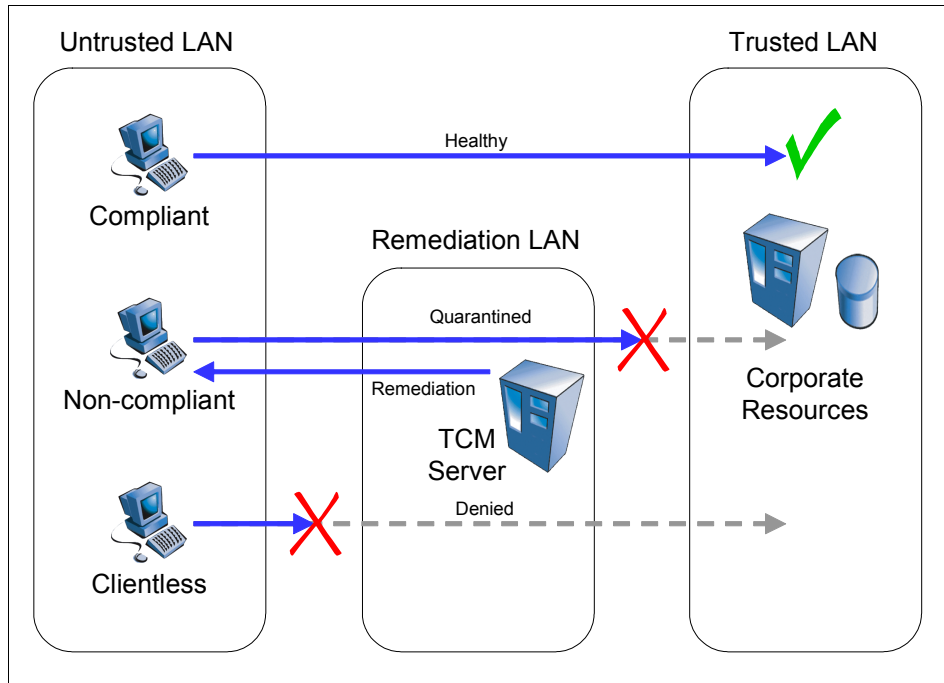 Untrusted LAN
Trusted LAN
Healthy
Compliant
Remediation LAN
Quarantined
Non-compliant
Remediation
Corporate
Resources
TCM
Server
Denied
Clientless